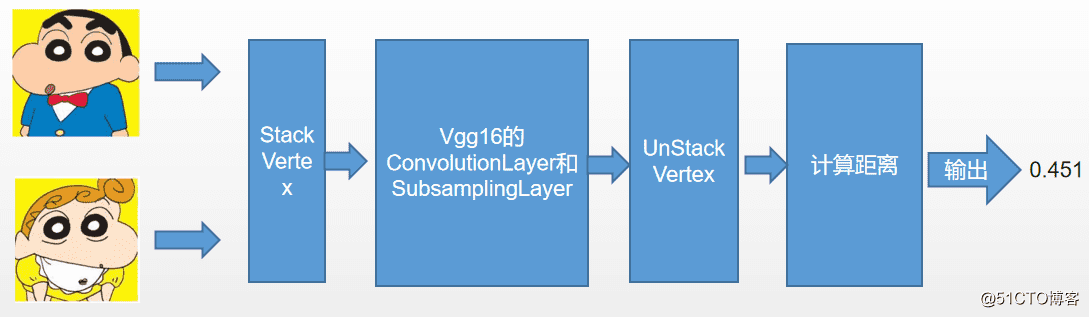 Stack
Verte
x
Vgg16的
ConvolutionLayer和
SubsamplingLayer
UnStack
Vertex
计算距离
输出
0.451
@51CTO博客